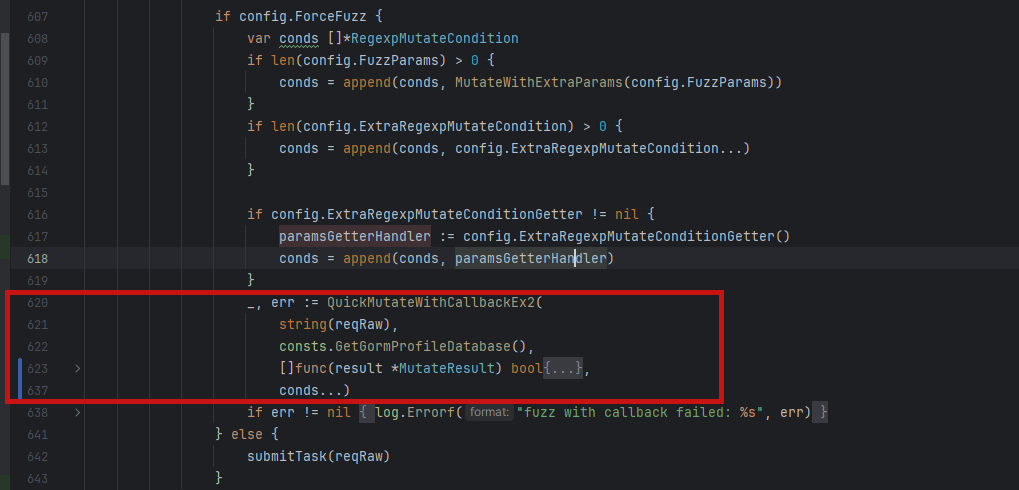 607 if config.ForceFuzz {
608 var conds []*RegexpMutateCondition
609 if len(config.FuzzParams) > 0 {
610 conds = append(conds, MutateWithExtraParams(config.FuzzParams))
611 }
612 if len(config.ExtraRegexpMutateCondition) > 0 {
613 conds = append(conds, config.ExtraRegexpMutateCondition...)
614 }
615
616 if config.ExtraRegexpMutateConditionGetter != nil {
617 paramsGetterHandler := config.ExtraRegexpMutateConditionGetter()
618 conds = append(conds, paramsGetterHandler)
619 }
620 _, err := QuickMutateWithCallbackEx2(
621 string(reqRaw),
622 consts.GetGormProfileDatabase(),
623 []func(result *MutateResult) bool{...},
637 conds...)
638 if err != nil { log.Errorf( format: "fuzz with callback failed: %s", err) }
641 } else {
642 submitTask(reqRaw)
643 }